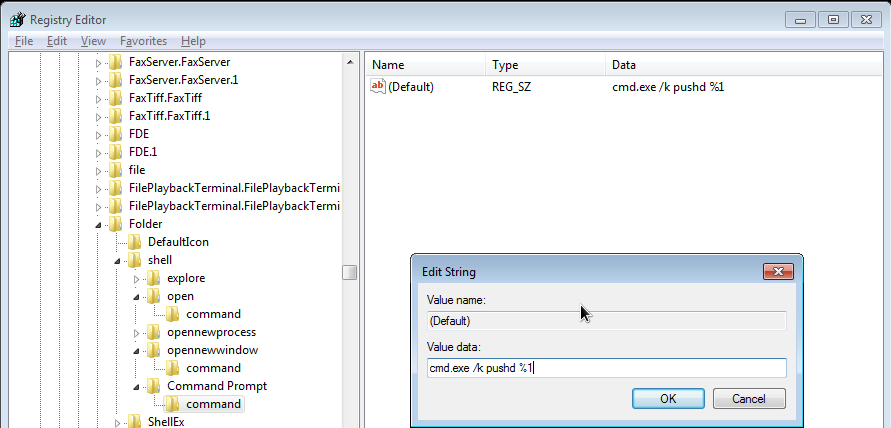 Registry Editor
File Edit View Favorites Help
FaxServer.FaxServer
FaxServer.FaxServer.1
FaxTiff.FaxTiff
FaxTiff.FaxTiff.1
FDE
FDE.1
file
FilePlaybackTerminal.FilePlaybackTermi
FilePlaybackTerminal.FilePlaybackTermi
Folder
DefaultIcon
shell
explore
open
command
opennewprocess
opennewwindow
command
Command Prompt
command
ShellEx
Name Type Data
ab (Default) REG_SZ cmd.exe /k pushd %1
Edit String
Value name:
(Default)
Value data:
cmd.exe /k pushd %1
OK Cancel